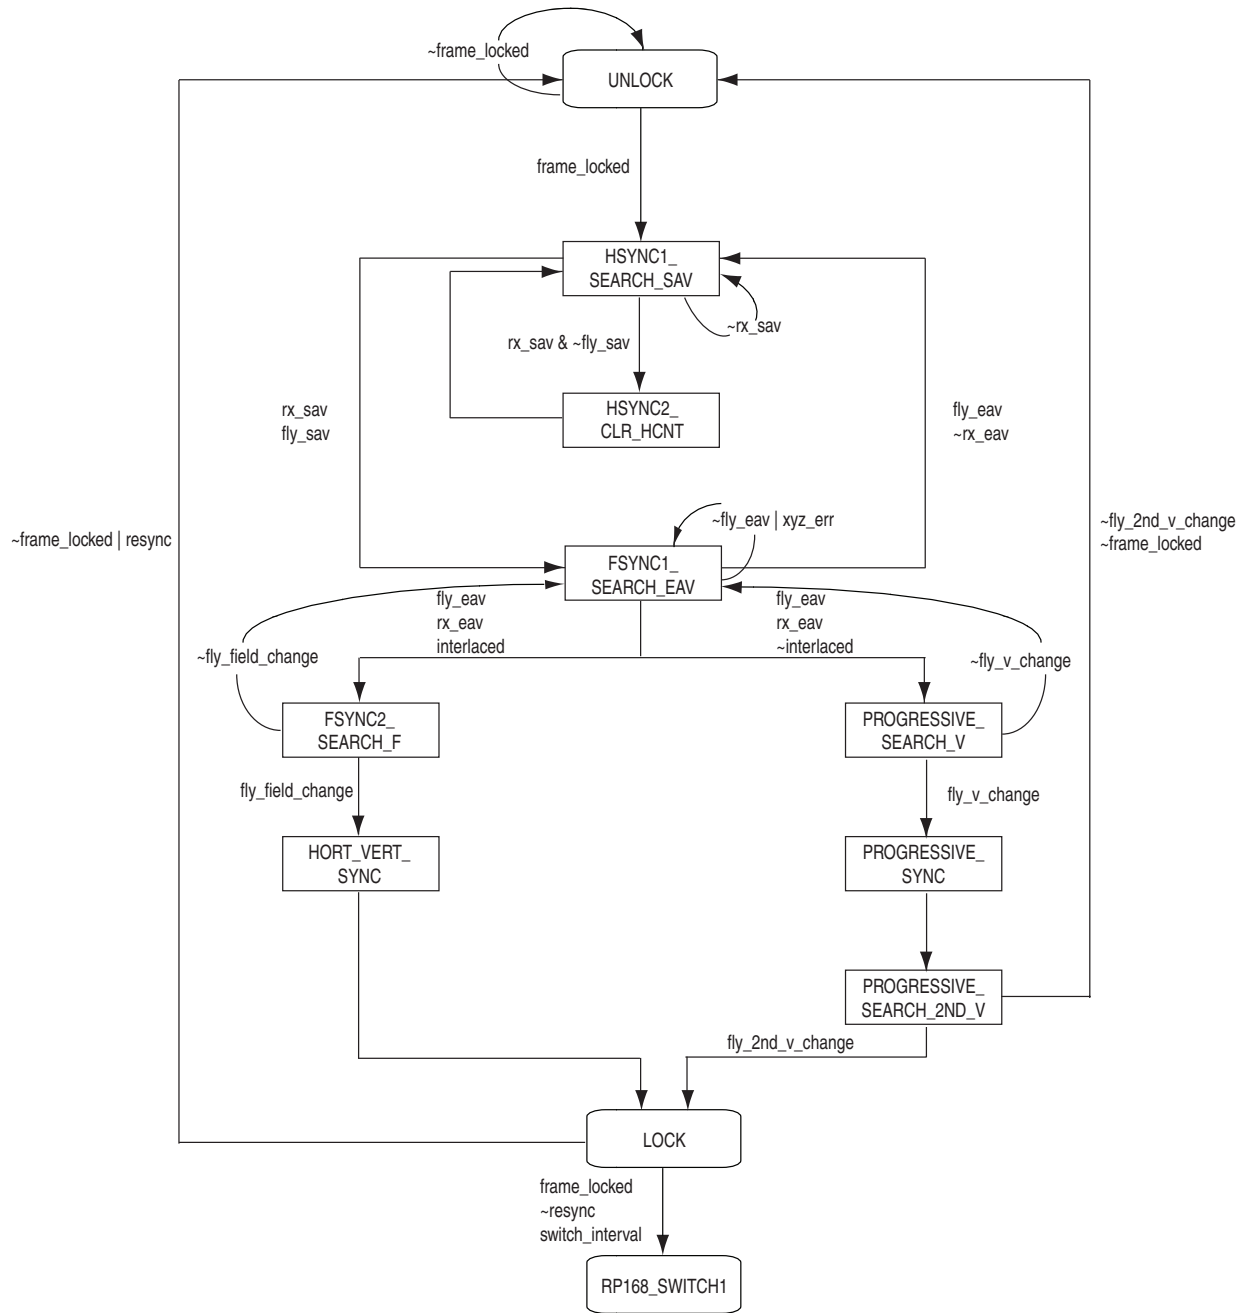 ~frame_locked
UNLOCK
frame_locked
HSYNC1_
SEARCH_SAV
~rx_sav
rx_sav & ~fly_sav
rx_sav
fly_sav
HSYNC2_
CLR_HCNT
fly_eav
~rx_eav
~frame_locked | resync
~fly_eav | xyz_err
~fly_2nd_v_change
~frame_locked
FSYNC1_
SEARCH_EAV
fly_eav
rx_eav
interlaced
fly_eav
rx_eav
~interlaced
~fly_field_change
~fly_v_change
FSYNC2_
SEARCH_F
PROGRESSIVE_
SEARCH_V
fly_field_change
fly_v_change
HORT_VERT_
SYNC
PROGRESSIVE_
SYNC
PROGRESSIVE_
SEARCH_2ND_V
fly_2nd_v_change
LOCK
frame_locked
~resync
switch_interval
RP168_SWITCH1